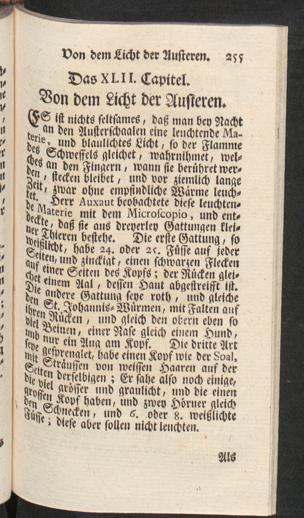 Von dem Licht der Austeren. 255
Das XLII. Capitel.
Von dem Licht der Austeren.
ES ist nichts seltsames, daß man bey Nacht
an den Austerschaalen eine leuchtende Ma-
terie, und blaulichtes Licht, so der Flamme
des Schwefels gleichet, wahrnihmet, wel-
ches an den Fingern, wann sie berühret wer-
den, stecken bleibet, und vor ziemlich lange
Zeit, zwar ohne empfindliche Wärme leuch-
tet. Herr Auzaut beobachtete diese leuchten-
de Materie mit dem Microscopio, und ent-
deckte, daß sie aus dreyerley Gattungen klei-
ner Thieren bestehe. Die erste Gattung, so
weißlicht, habe 24. oder 25. Füsse auf jeder
Seiten, und zinckigt, einen schwarzen Flecken
auf einer Seiten des Kopfs; der Rücken glei-
chet einem Aal, dessen Haut abgestreifft ist.
Die andere Gattung seye roth, und gleiche
den St. Johannis-Würmen, mit Falten auf
ihren Rücken, und gleich den obern eben so
viel Beinen, einer Nase gleich einem Hund,
und nur ein Aug am Kopf. Die dritte Art
seye gesprenglet, habe einen Kopf wie der Soal,
mit Sträussen von weissen Haaren auf der
Seiten derselbigen; Er sahe also noch einige,
die viel grösser und graulicht, und die einen
grossen Kopf haben, und zwey Hörner gleich
den Schnecken, und 6. oder 8. weißlichte
Füsse; diese aber sollen nicht leuchten.
Als